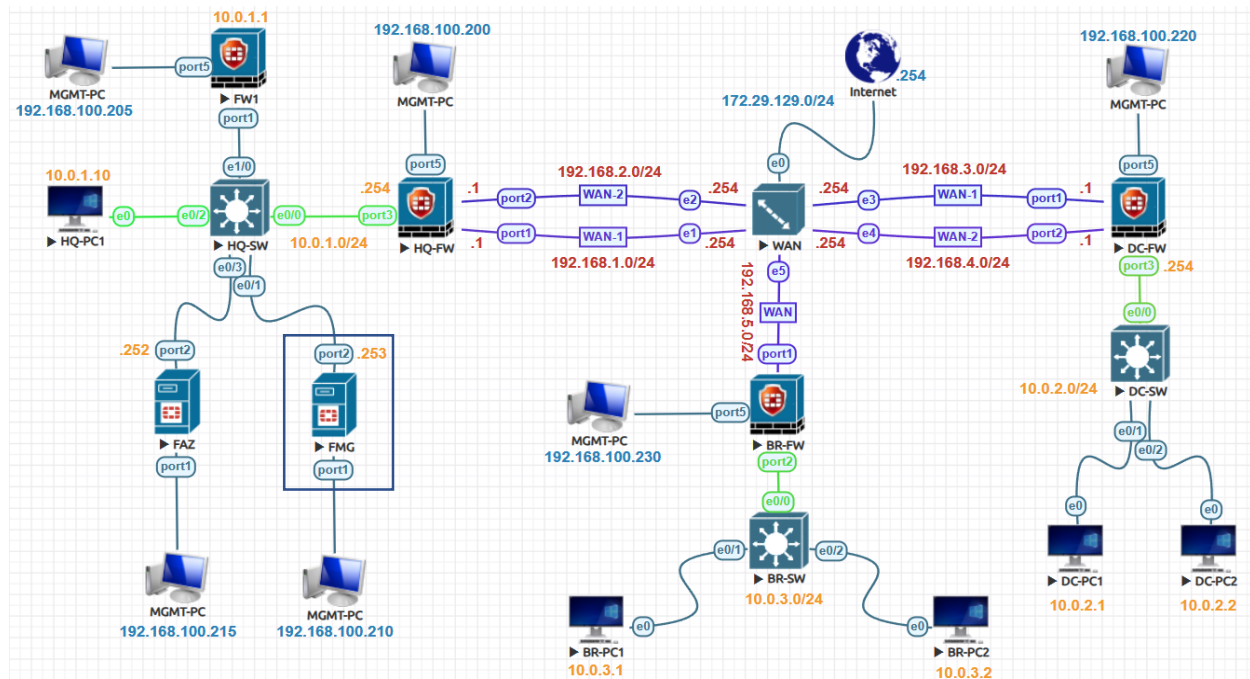 10.0.1.1
192.168.100.200
192.168.100.220
.254
Internet
port5
MGMT-PC
192.168.100.205
FW1
MGMT-PC
172.29.129.0/24
MGMT-PC
port1
port5
e0
port5
e1/0
10.0.1.10
.254
192.168.2.0/24
192.168.3.0/24
.1
port2
WAN-2
e2
.254
.254
e3
WAN-1
port1
.1
e0
e0/2
e0/0
port3
HQ-PC1
HQ-SW
10.0.1.0/24
HQ-FW
.1
port1
WAN-1
e1
.254
WAN
.254
e4
WAN-2
port2
.1
DC-FW
192.168.1.0/24
192.168.4.0/24
e0/3
e0/1
e5
192.168.5.0/24
WAN
port3
.254
e0/0
.252
port2
port2
.253
port1
10.0.2.0/24
DC-SW
FAZ
FMG
MGMT-PC
192.168.100.230
port5
BR-FW
e0/1
e0/2
port1
port1
port2
e0/0
e0
e0
e0/1
e0/2
BR-SW
10.0.3.0/24
DC-PC1
DC-PC2
10.0.2.1
10.0.2.2
MGMT-PC
192.168.100.215
MGMT-PC
192.168.100.210
e0
e0
BR-PC1
BR-PC2
10.0.3.1
10.0.3.2